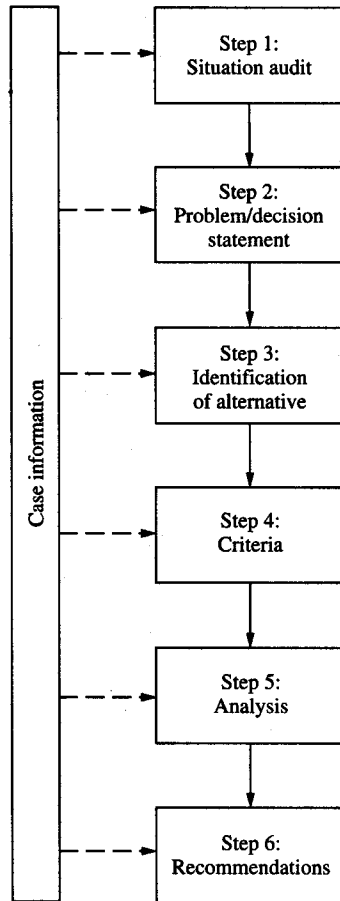 Case information
Step 1:
Situation audit
Step 2:
Problem/decision
statement
Step 3:
Identification
of alternative
Step 4:
Criteria
Step 5:
Analysis
Step 6:
Recommendations